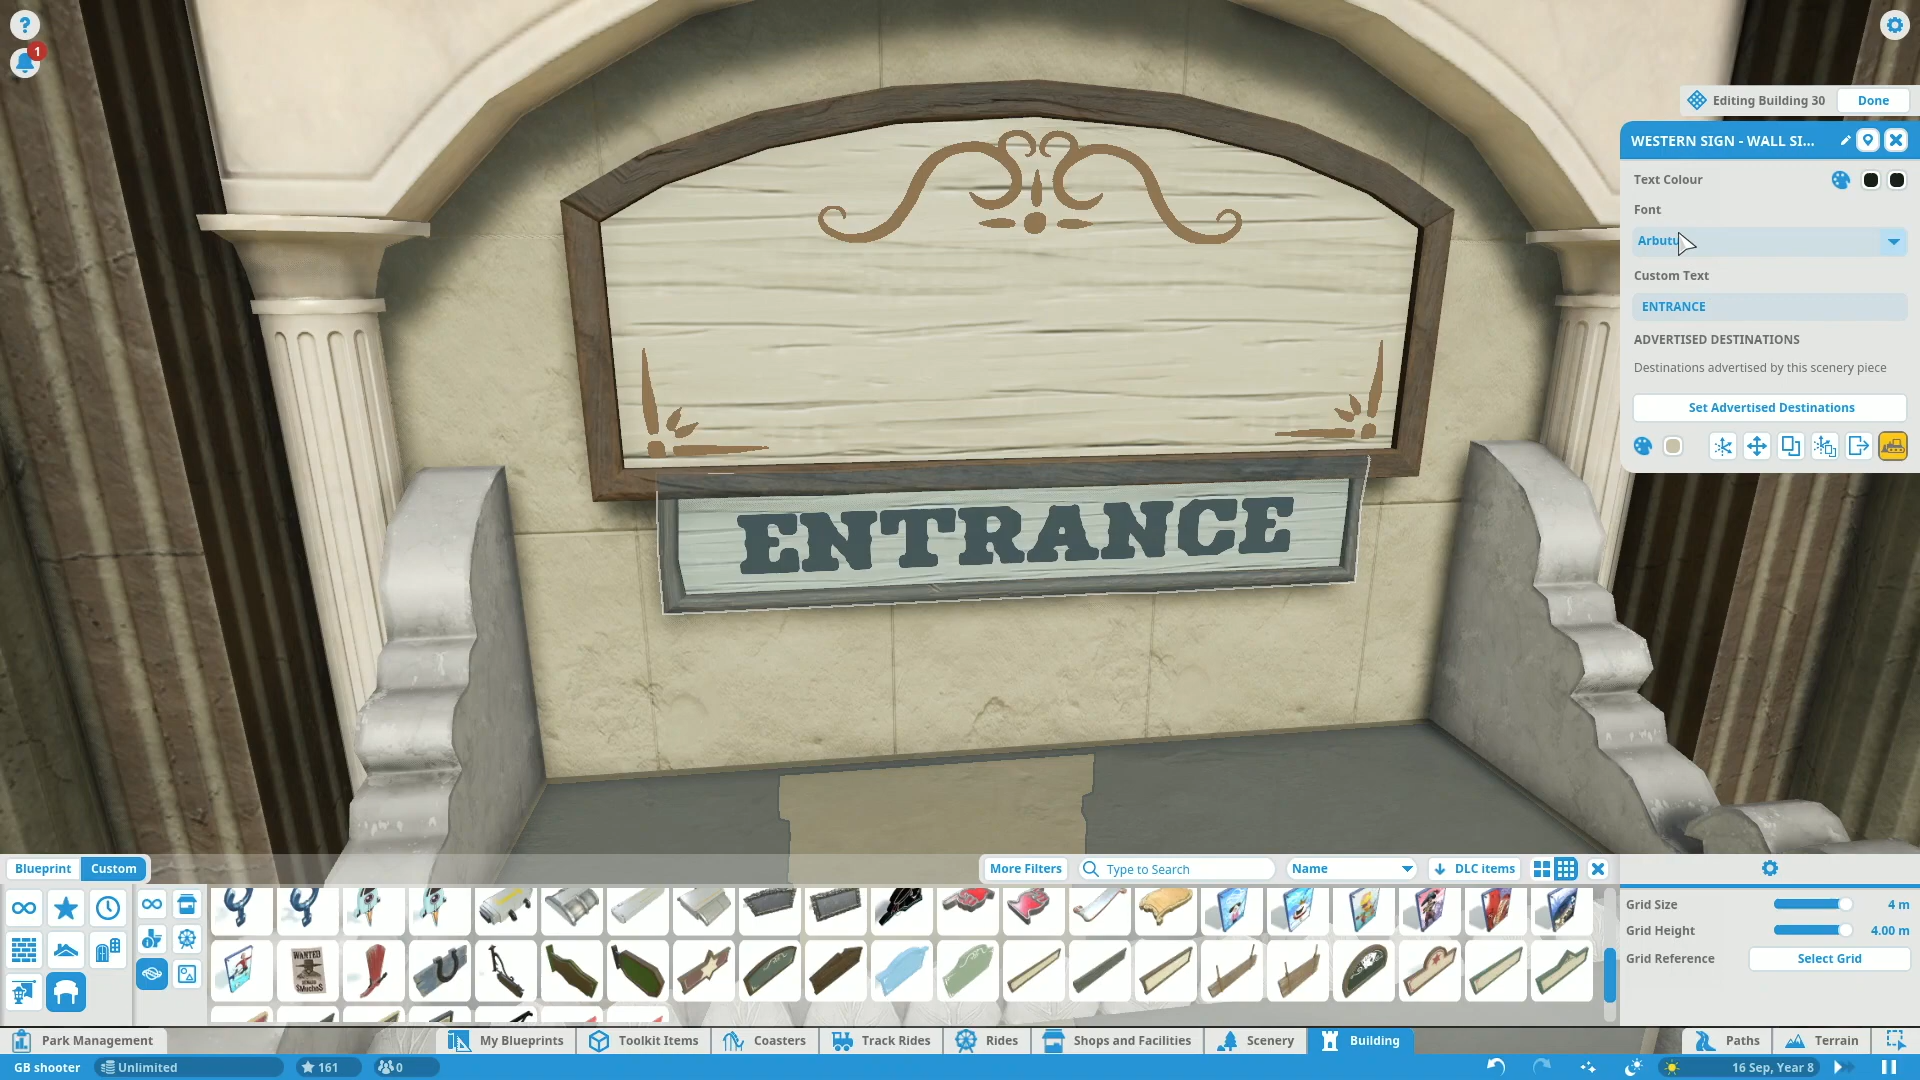 ?
1
Editing Building 30
Done
WESTERN SIGN - WALL SI...
Text Colour
Font
Arbutu
Custom Text
ENTRANCE
ADVERTISED DESTINATIONS
Destinations advertised by this scenery piece
Set Advertised Destinations
ENTRANCE
Blueprint
Custom
More Filters
Type to Search
Name
DLC items
WANTED
Grid Size
4 m
Grid Height
4.00 m
Grid Reference
Select Grid
Park Management
My Blueprints
Toolkit Items
Coasters
Track Rides
Rides
Shops and Facilities
Scenery
Building
Paths
Terrain
GB shooter
Unlimited
161
0
16 Sep, Year 8